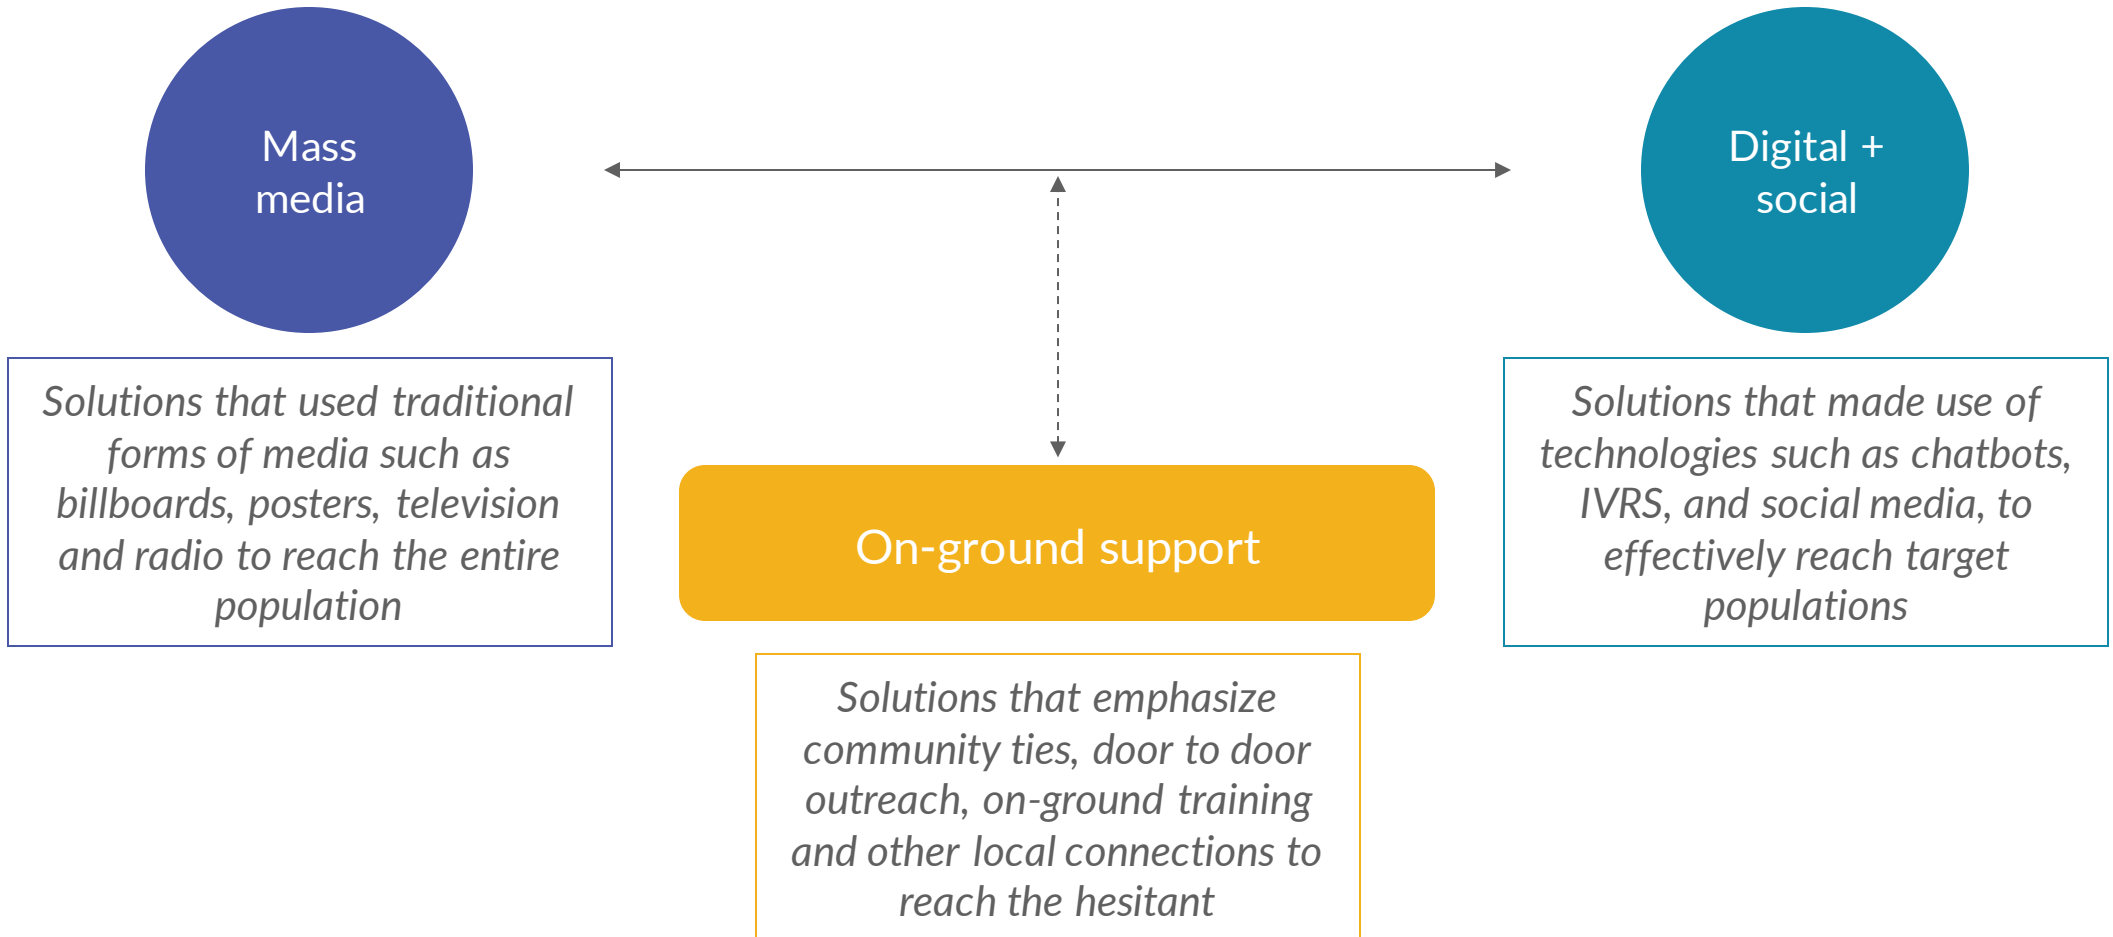 Mass
media
Digital +
social
Solutions that used traditional
forms of media such as
billboards, posters, television
and radio to reach the entire
population
Solutions that made use of
technologies such as chatbots,
IVRS, and social media, to
effectively reach target
populations
On-ground support
Solutions that emphasize
community ties, door to door
outreach, on-ground training
and other local connections to
reach the hesitant